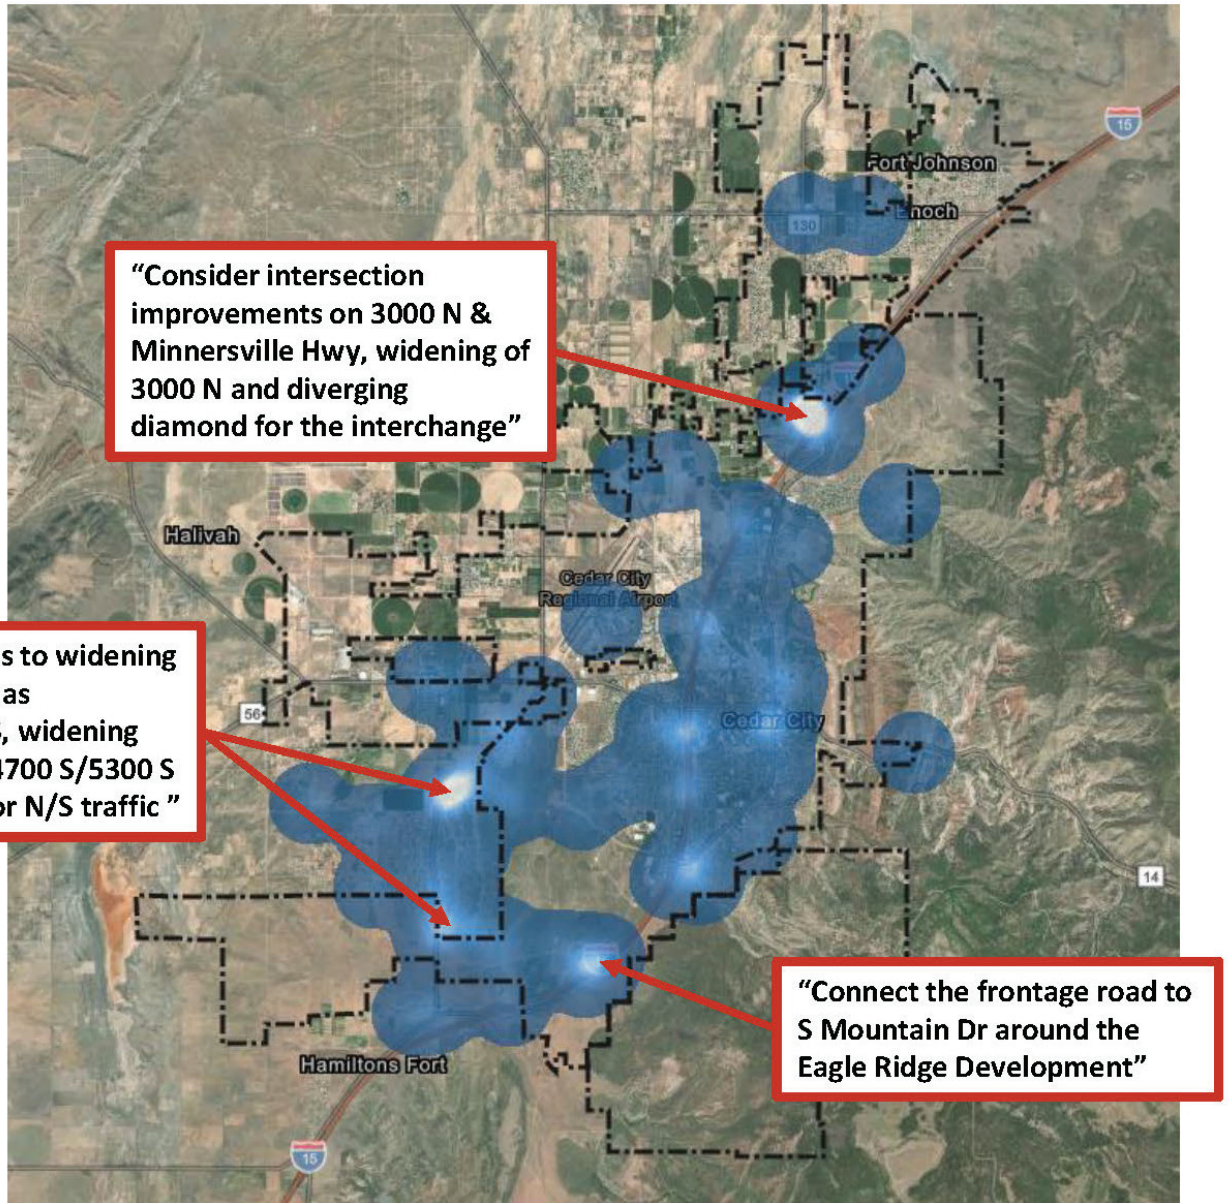 15
Fort Johnson
Enoch
130
“Consider intersection
improvements on 3000 N &
Minnersville Hwy, widening of
3000 N and diverging
diamond for the interchange”
Halivah
Cedar City
Regional Airport
s to widening
as
, widening
4700 S/5300 S
or N/S traffic ”
56
Cedar City
14
“Connect the frontage road to
S Mountain Dr around the
Eagle Ridge Development”
Hamiltons Fort
15